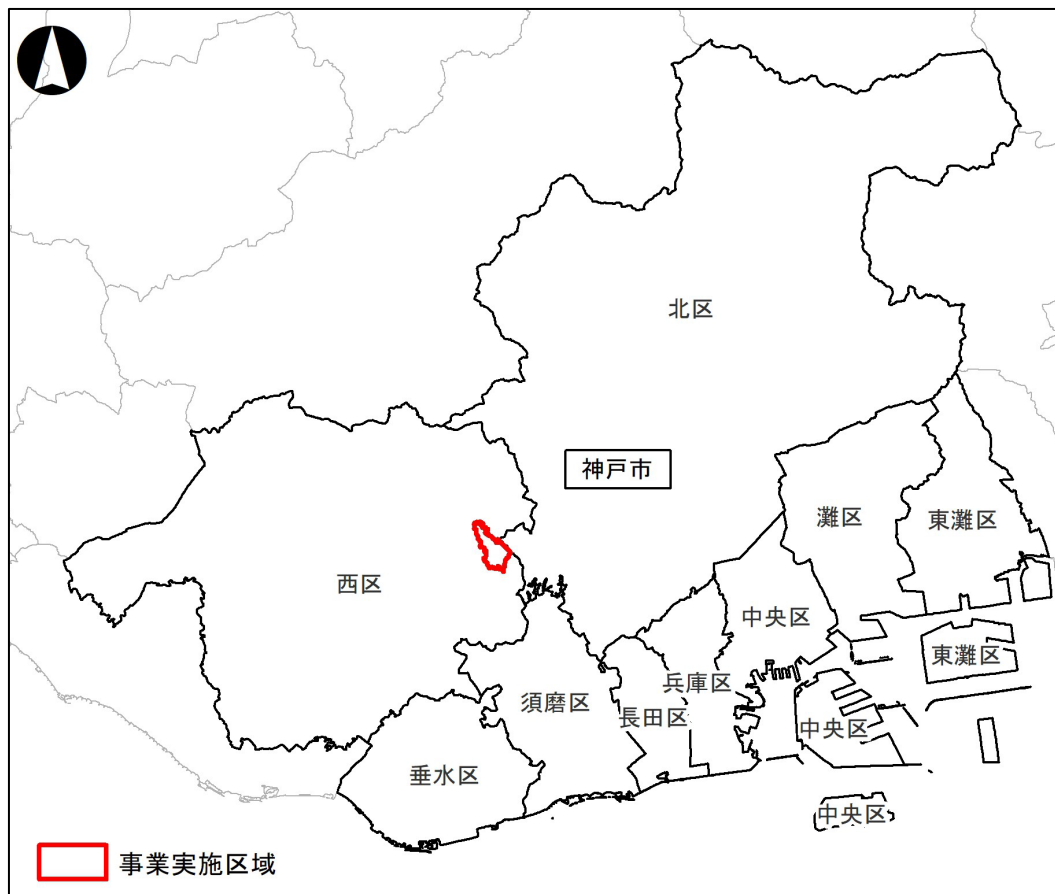 北区
神戸市
灘区
東灘区
西区
中央区
東灘区
兵庫区
須磨区
長田区
中央区
垂水区
中央区
事業実施区域